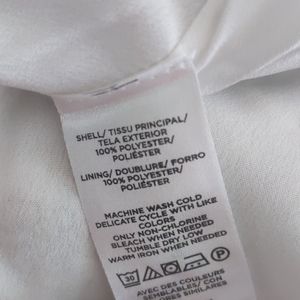 SHELL/ TISSU PRINCIPAL/
TELA EXTERIOR
100% POLYESTER/
POLIÉSTER
LINING/ DOUBLURE/ FORRO
100% POLYESTER/
POLIÉSTER
MACHINE WASH COLD
DELICATE CYCLE WITH LIKE
COLORS
ONLY NON-CHLORINE
BLEACH WHEN NEEDED
TUMBLE DRY LOW
WARM IRON WHEN NEEDED
30
AVEC DES COULEURS
SEMBLABLES